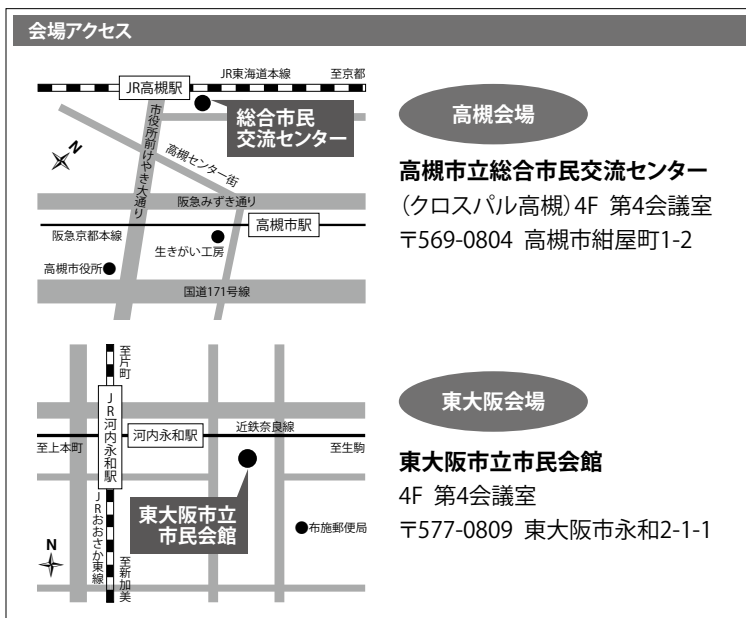 会場アクセス
JR東海道本線
至京都
JR高槻駅
総合市民
交流センター
市役所前けやき大通り
高槻センター街
N
阪急みずき通り
高槻市駅
阪急京都本線
生きがい工房
高槻市役所
国道171号線
高槻会場
高槻市立総合市民交流センター
(クロスパル高槻)4F 第4会議室
〒569-0804 高槻市紺屋町1-2
至片町
JR河内永和駅
河内永和駅
近鉄奈良線
至上本町
至生駒
東大阪市立
市民会館
JRおおさか東線
布施郵便局
N
至新加美
東大阪会場
東大阪市立市民会館
4F 第4会議室
〒577-0809 東大阪市永和2-1-1